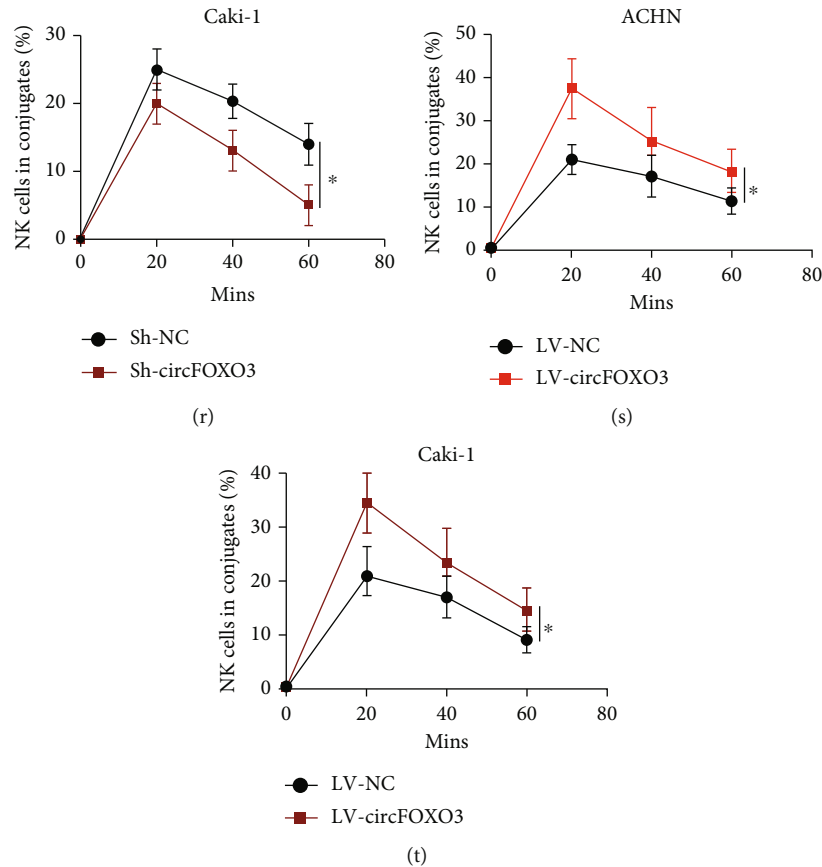 Caki-1
NK cells in conjugates (%)
30
20
10
0
0 20 40 60 80
*
Mins
Sh-NC
Sh-circFOXO3
(r)
ACHN
NK cells in conjugates (%)
50
40
30
20
10
0
0 20 40 60 80
*
Mins
LV-NC
LV-circFOXO3
(s)
Caki-1
NK cells in conjugates (%)
40
30
20
10
0
0 20 40 60 80
*
Mins
LV-NC
LV-circFOXO3
(t)